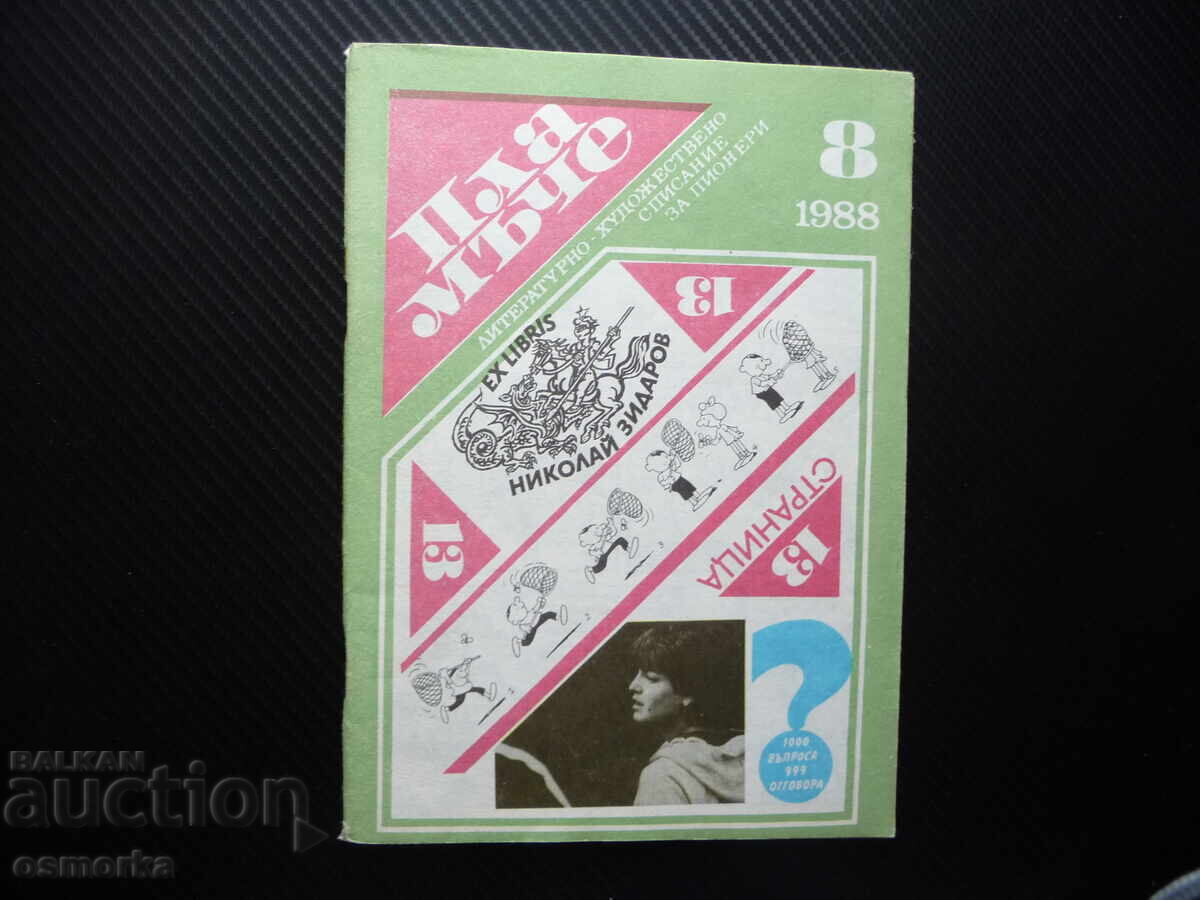 Пла
мъче
ЛИТЕРАТУРНО-ХУДОЖЕСТВЕНО
СПИСАНИЕ
ЗА ПИОНЕРИ
8
1988
13
EX LIBRIS
НИКОЛАЙ ЗИДАРОВ
13
13
СТРАНИЦА
1000
ВЪПРОСА
999
ОТГОВОРА
BALKAN
auction
osmorka